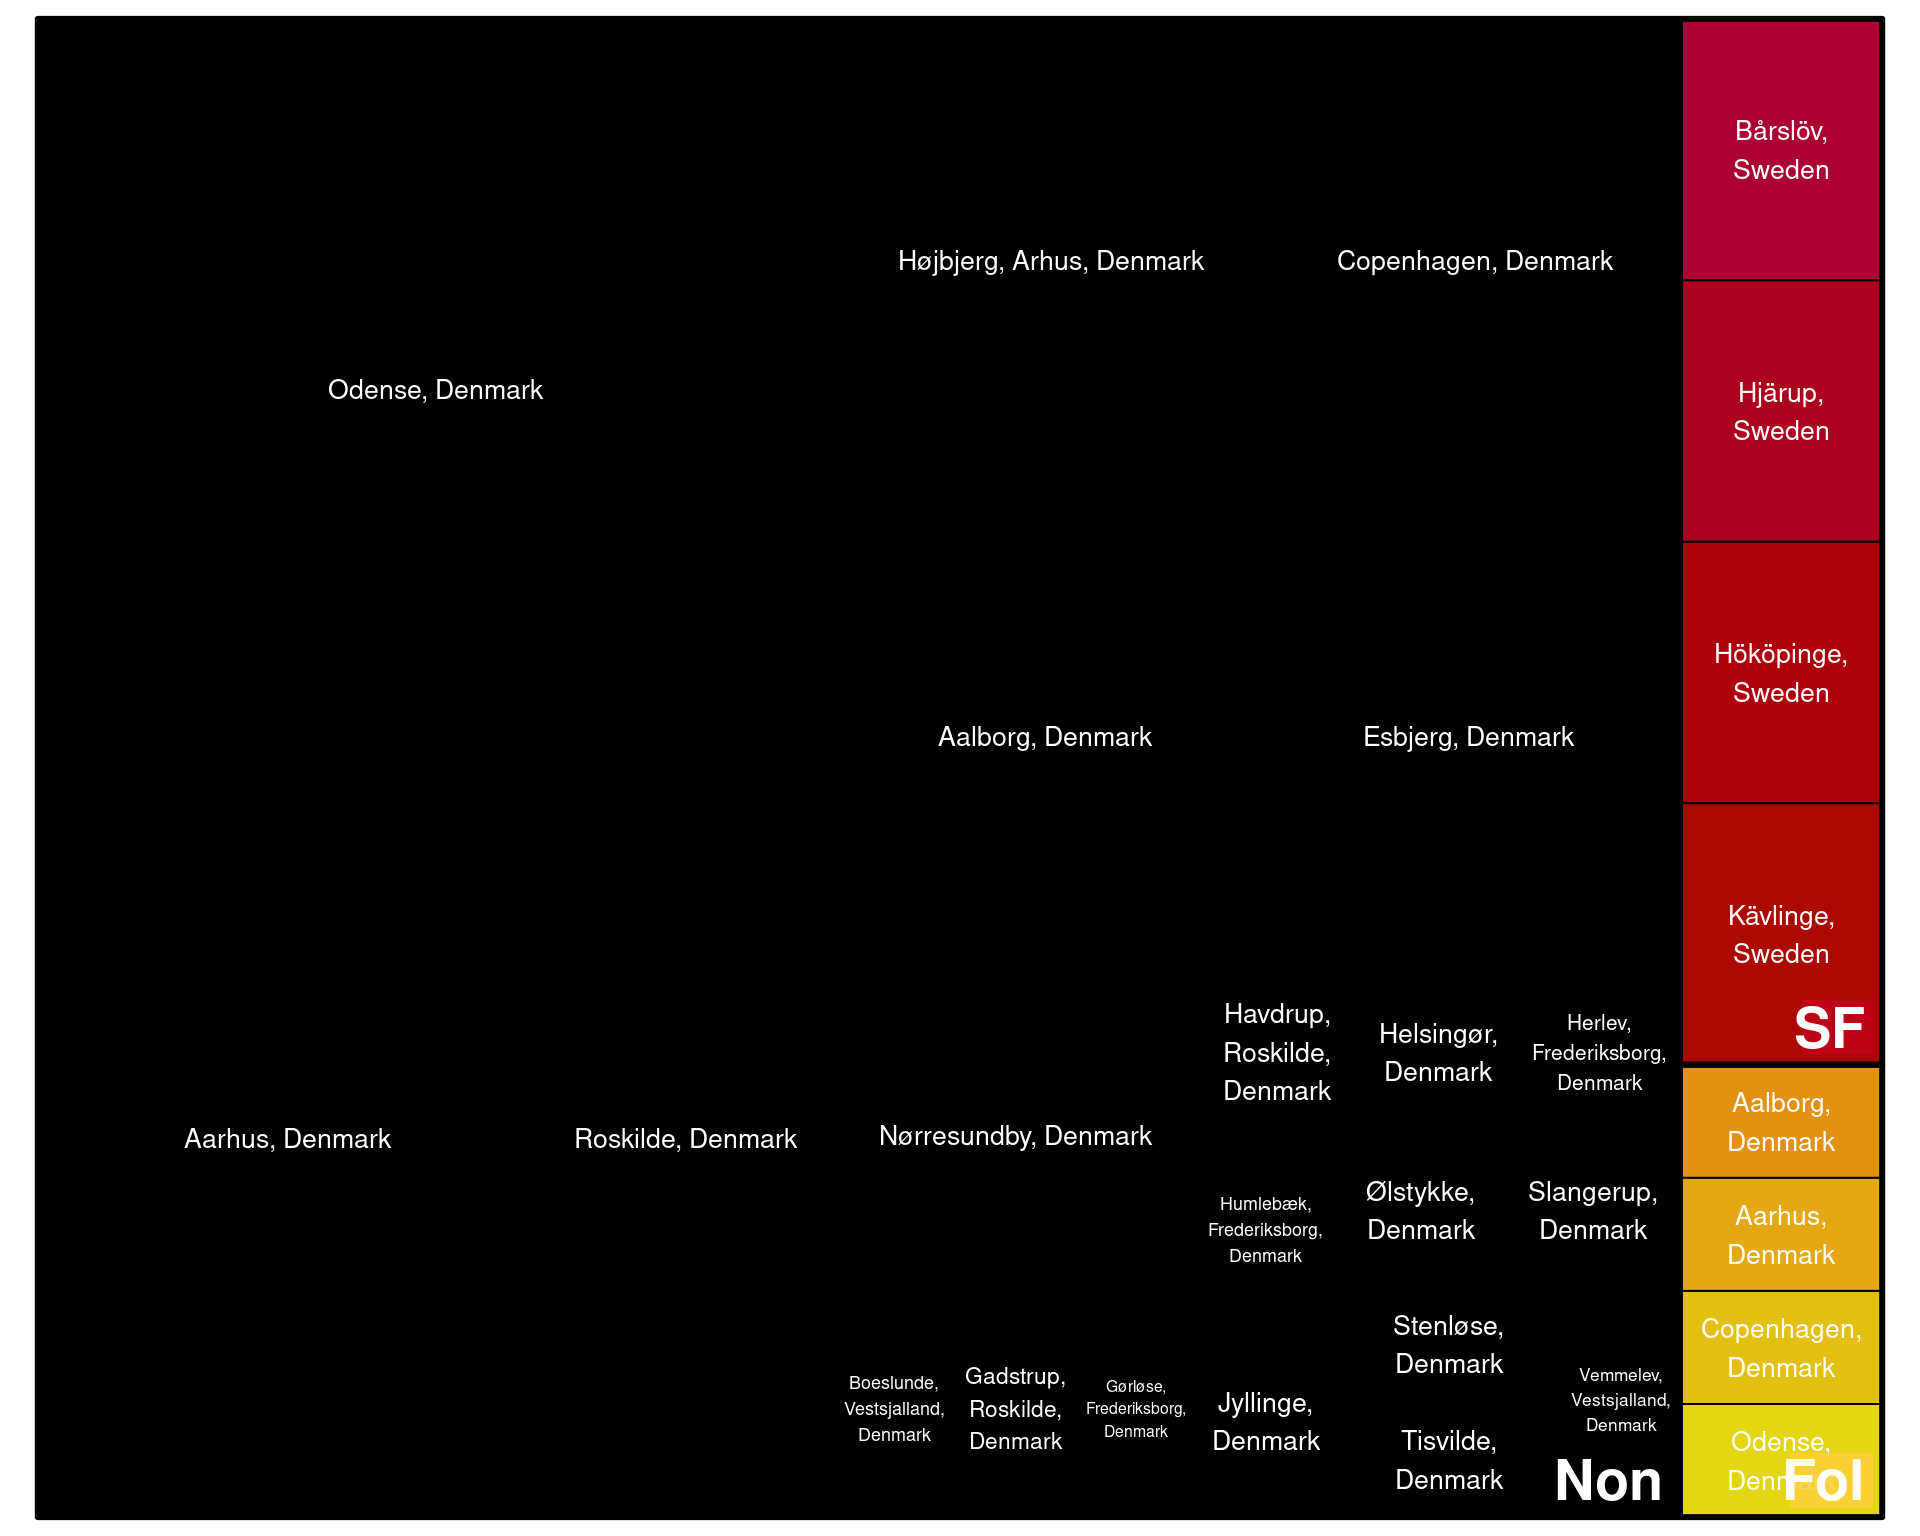 Odense, Denmark
Højbjerg, Arhus, Denmark
Copenhagen, Denmark
Aalborg, Denmark
Esbjerg, Denmark
Aarhus, Denmark
Roskilde, Denmark
Nørresundby, Denmark
Havdrup,
Roskilde,
Denmark
Helsingør,
Denmark
Herlev,
Frederiksborg,
Denmark
Humlebæk,
Frederiksborg,
Denmark
Ølstykke,
Denmark
Slangerup,
Denmark
Boeslunde,
Vestsjalland,
Denmark
Gadstrup,
Roskilde,
Denmark
Gørløse,
Frederiksborg,
Denmark
Jyllinge,
Denmark
Stenløse,
Denmark
Tisvilde,
Denmark
Vemmelev,
Vestsjalland,
Denmark
Non
Bårslöv,
Sweden
Hjärup,
Sweden
Hököpinge,
Sweden
Kävlinge,
Sweden
SF
Aalborg,
Denmark
Aarhus,
Denmark
Copenhagen,
Denmark
Odense,
Denmark
Fol